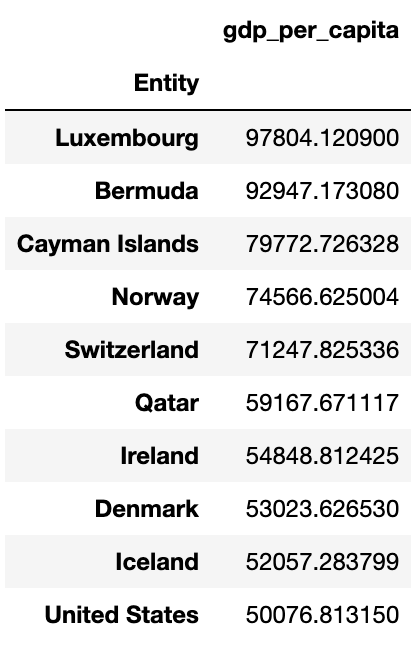 gdp_per_capita
Entity
Luxembourg 97804.120900
Bermuda 92947.173080
Cayman Islands 79772.726328
Norway 74566.625004
Switzerland 71247.825336
Qatar 59167.671117
Ireland 54848.812425
Denmark 53023.626530
Iceland 52057.283799
United States 50076.813150